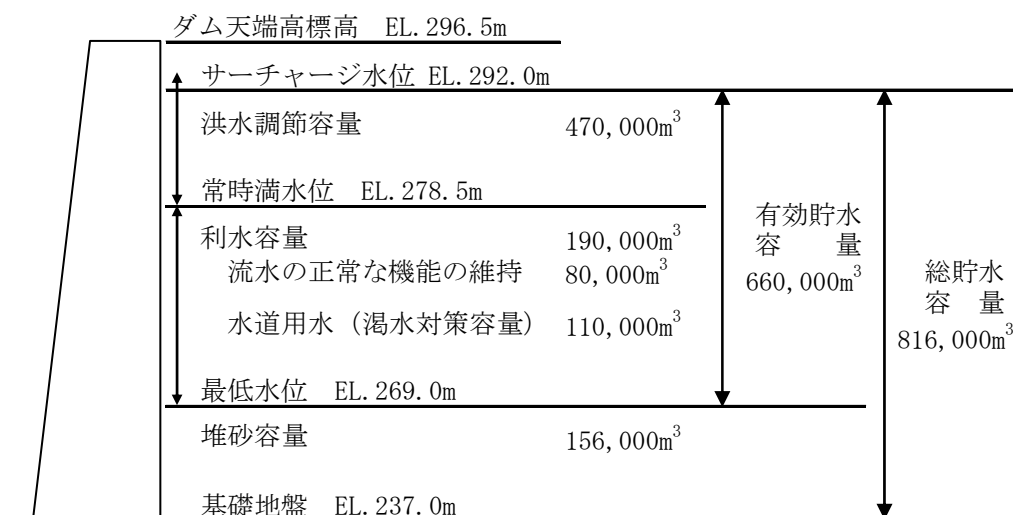 ダム天端高標高　EL.296.5m
サーチャージ水位 EL.292.0m
洪水調節容量　470,000m³
常時満水位　EL.278.5m
利水容量　190,000m³
流水の正常な機能の維持　80,000m³
水道用水（渇水対策容量）　110,000m³
最低水位　EL.269.0m
堆砂容量　156,000m³
基礎地盤　EL.237.0m
有効貯水
容　量
660,000m³
総貯水
容　量
816,000m³